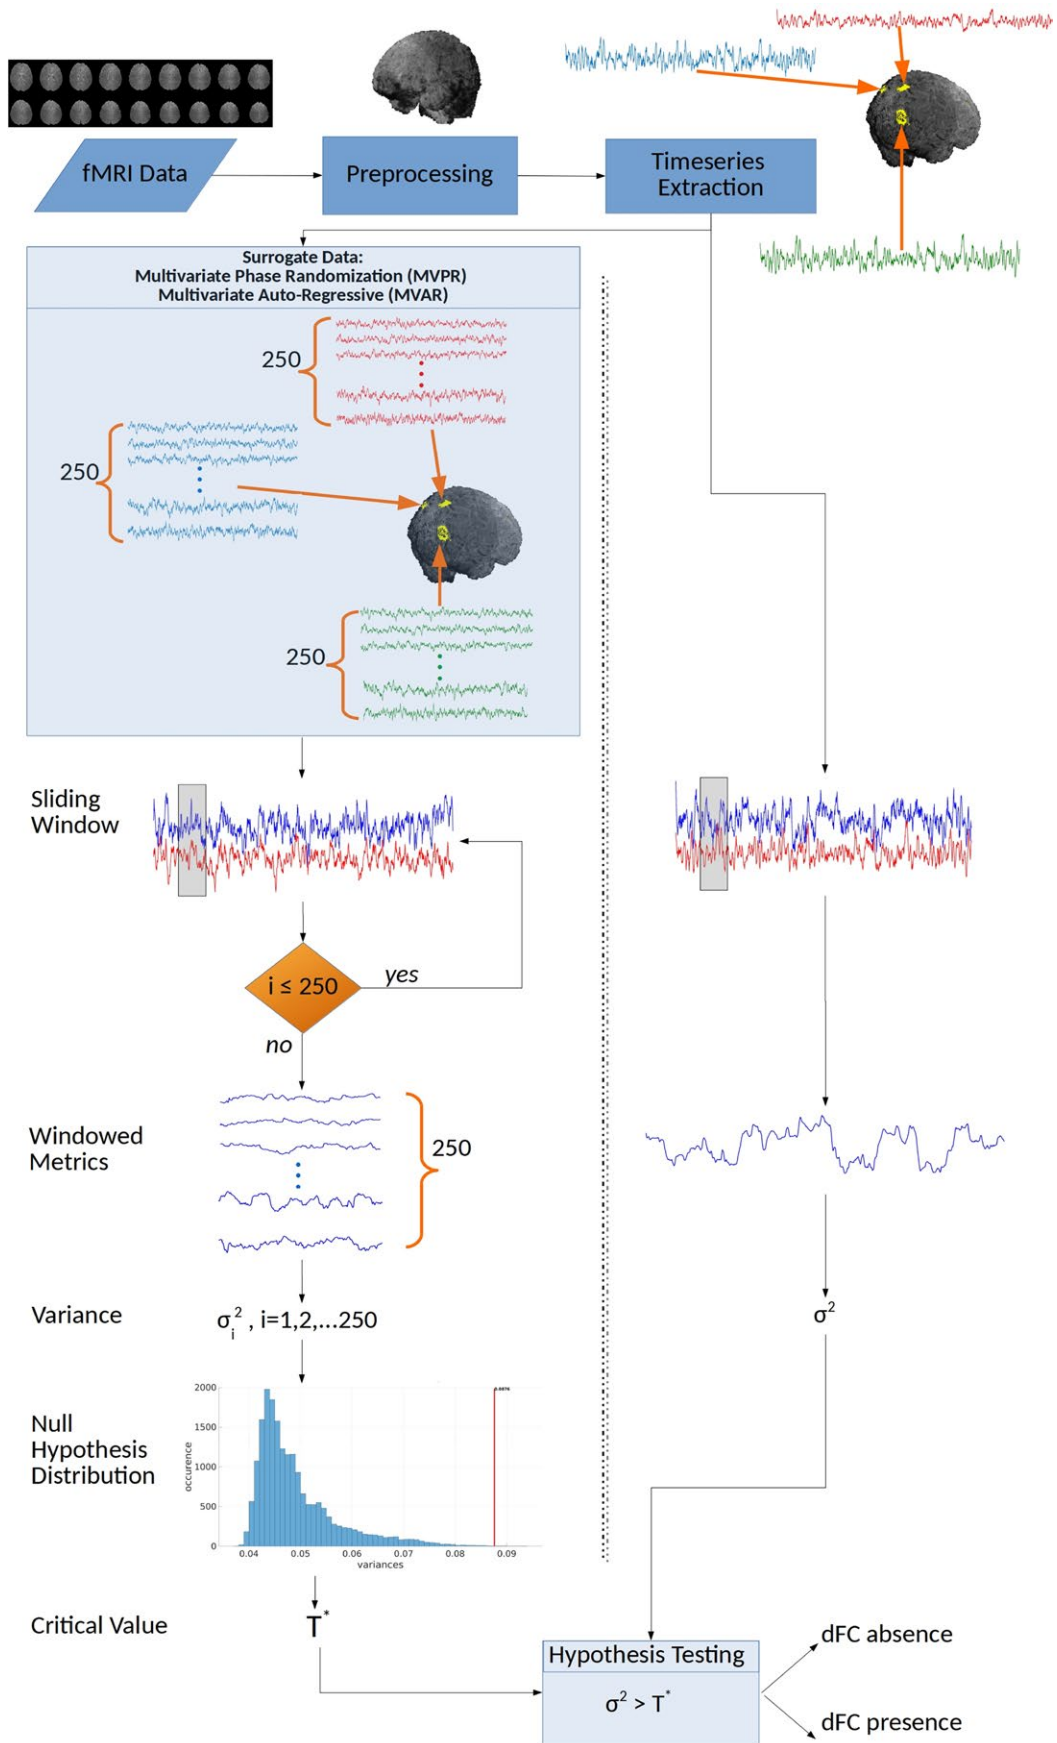 fMRI Data
Preprocessing
Timeseries
Extraction
Surrogate Data:
Multivariate Phase Randomization (MVPR)
Multivariate Auto-Regressive (MVAR)
250
250
250
Sliding
Window
i ≤ 250
yes
no
Windowed
Metrics
250
Variance
σᵢ² , i=1,2,...250
σ²
Null
Hypothesis
Distribution
occurence
2000
1500
1000
500
0
0.04 0.05 0.06 0.07 0.08 0.09
variances
Critical Value
T*
Hypothesis Testing
σ² > T*
dFC absence
dFC presence